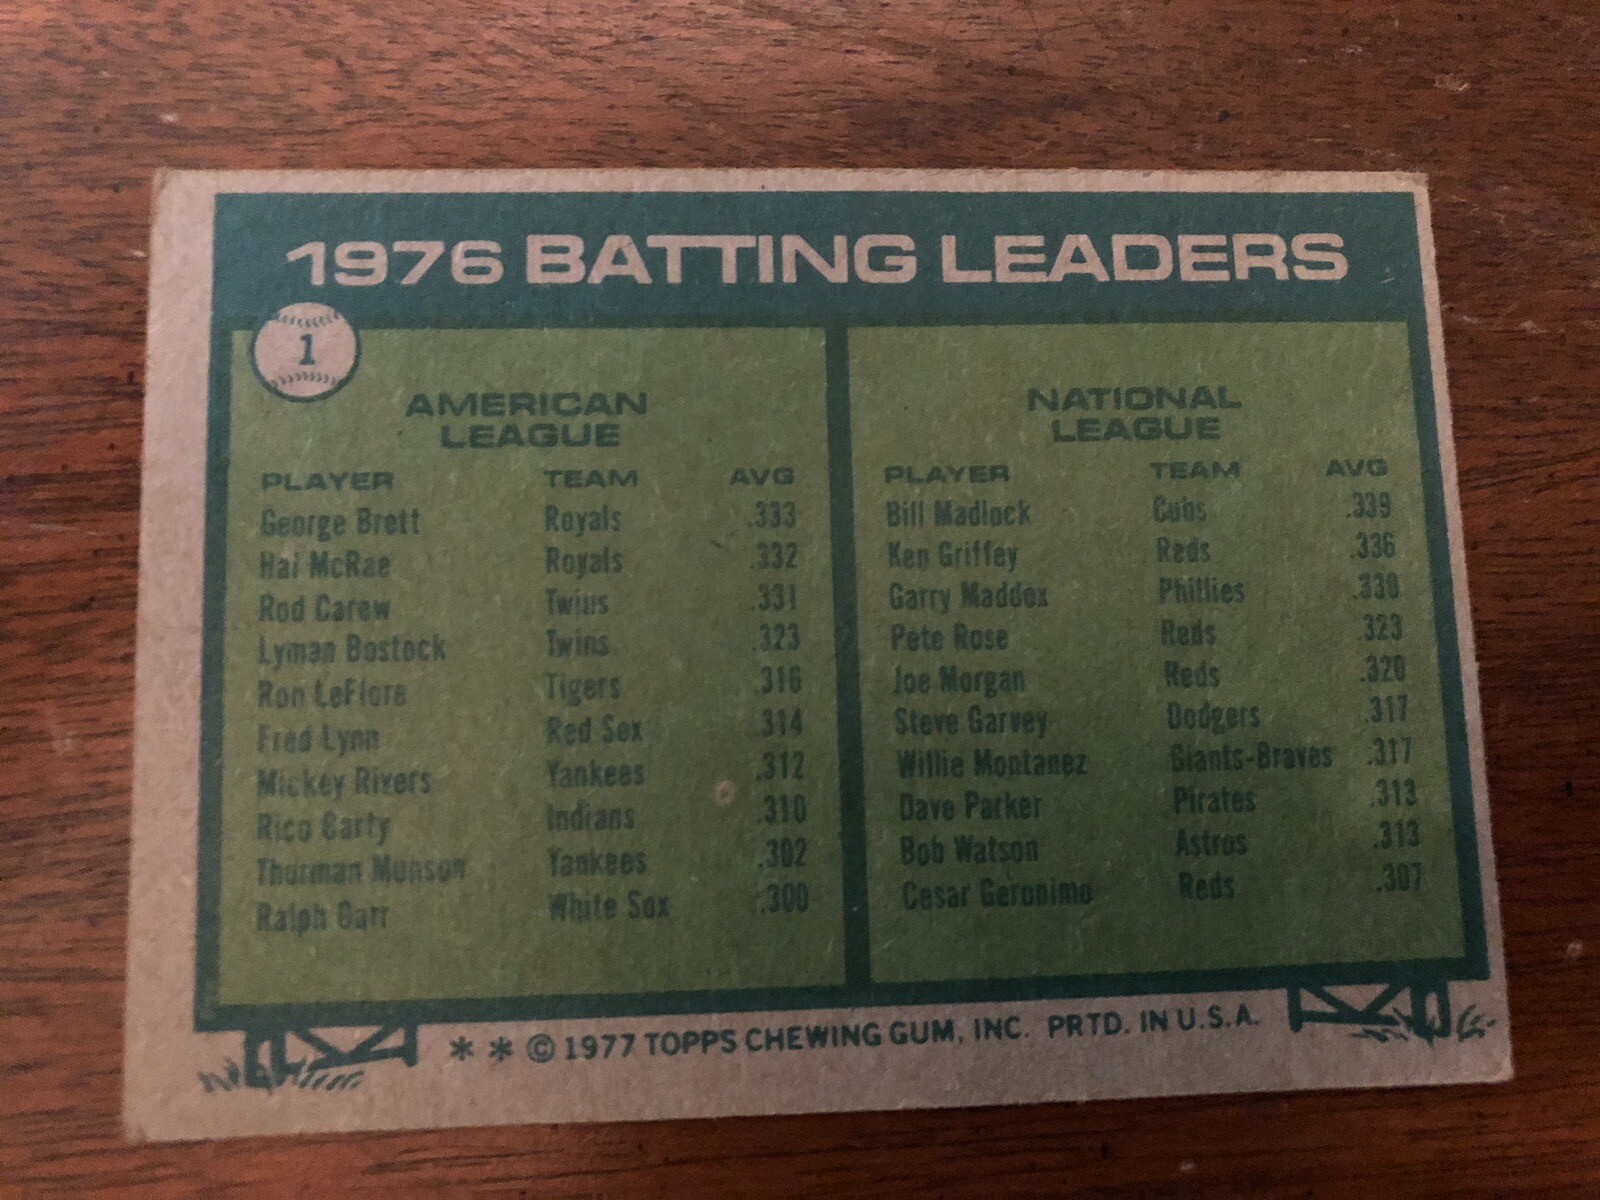 1976 BATTING LEADERS
1
AMERICAN
LEAGUE
PLAYER TEAM AVG
George Brett Royals .333
Hal McRae Royals .332
Rod Carew Twins .331
Lyman Bostock Twins .323
Ron LeFlore Tigers .316
Fred Lynn Red Sox .314
Mickey Rivers Yankees .312
Rico Carty Indians .310
Thurman Munson Yankees .302
Ralph Garr White Sox .300
NATIONAL
LEAGUE
PLAYER TEAM AVG
Bill Madlock Cubs .339
Ken Griffey Reds .336
Garry Maddox Phillies .330
Pete Rose Reds .323
Joe Morgan Reds .320
Steve Garvey Dodgers .317
Willie Montanez Giants-Braves .317
Dave Parker Pirates .313
Bob Watson Astros .313
Cesar Geronimo Reds .307
* * © 1977 TOPPS CHEWING GUM, INC. PRTD. IN U.S.A.